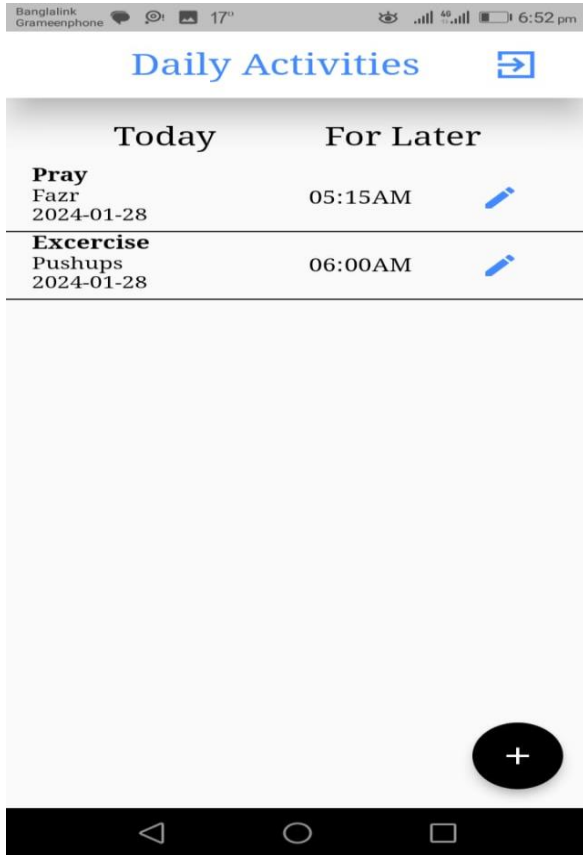 Banglalink
Grameenphone 17° 4G 6:52 pm
Daily Activities
Today For Later
Pray
Fazr 05:15AM
2024-01-28
Excercise
Pushups 06:00AM
2024-01-28
+